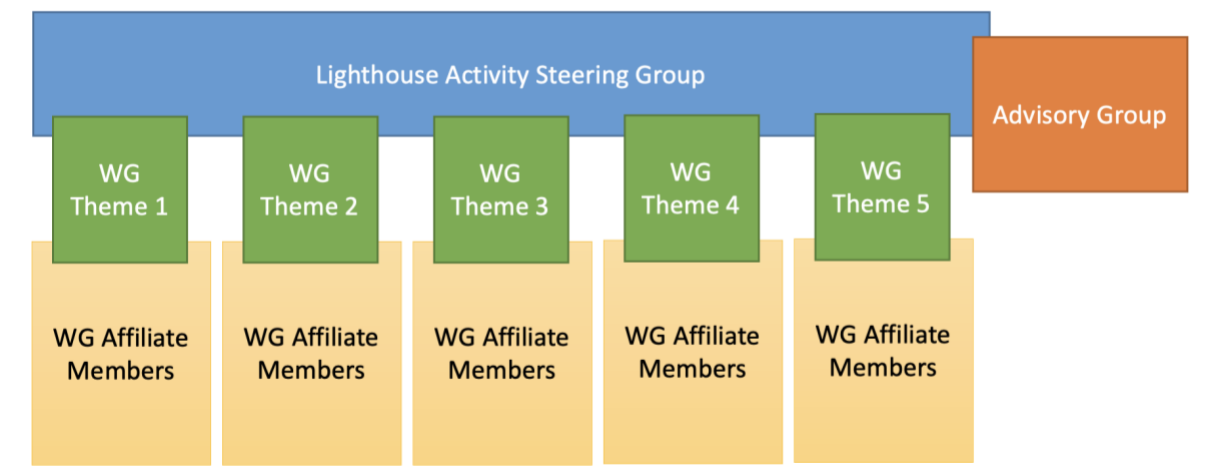 Lighthouse Activity Steering Group
Advisory Group
WG
Theme 1
WG
Theme 2
WG
Theme 3
WG
Theme 4
WG
Theme 5
WG Affiliate
Members
WG Affiliate
Members
WG Affiliate
Members
WG Affiliate
Members
WG Affiliate
Members